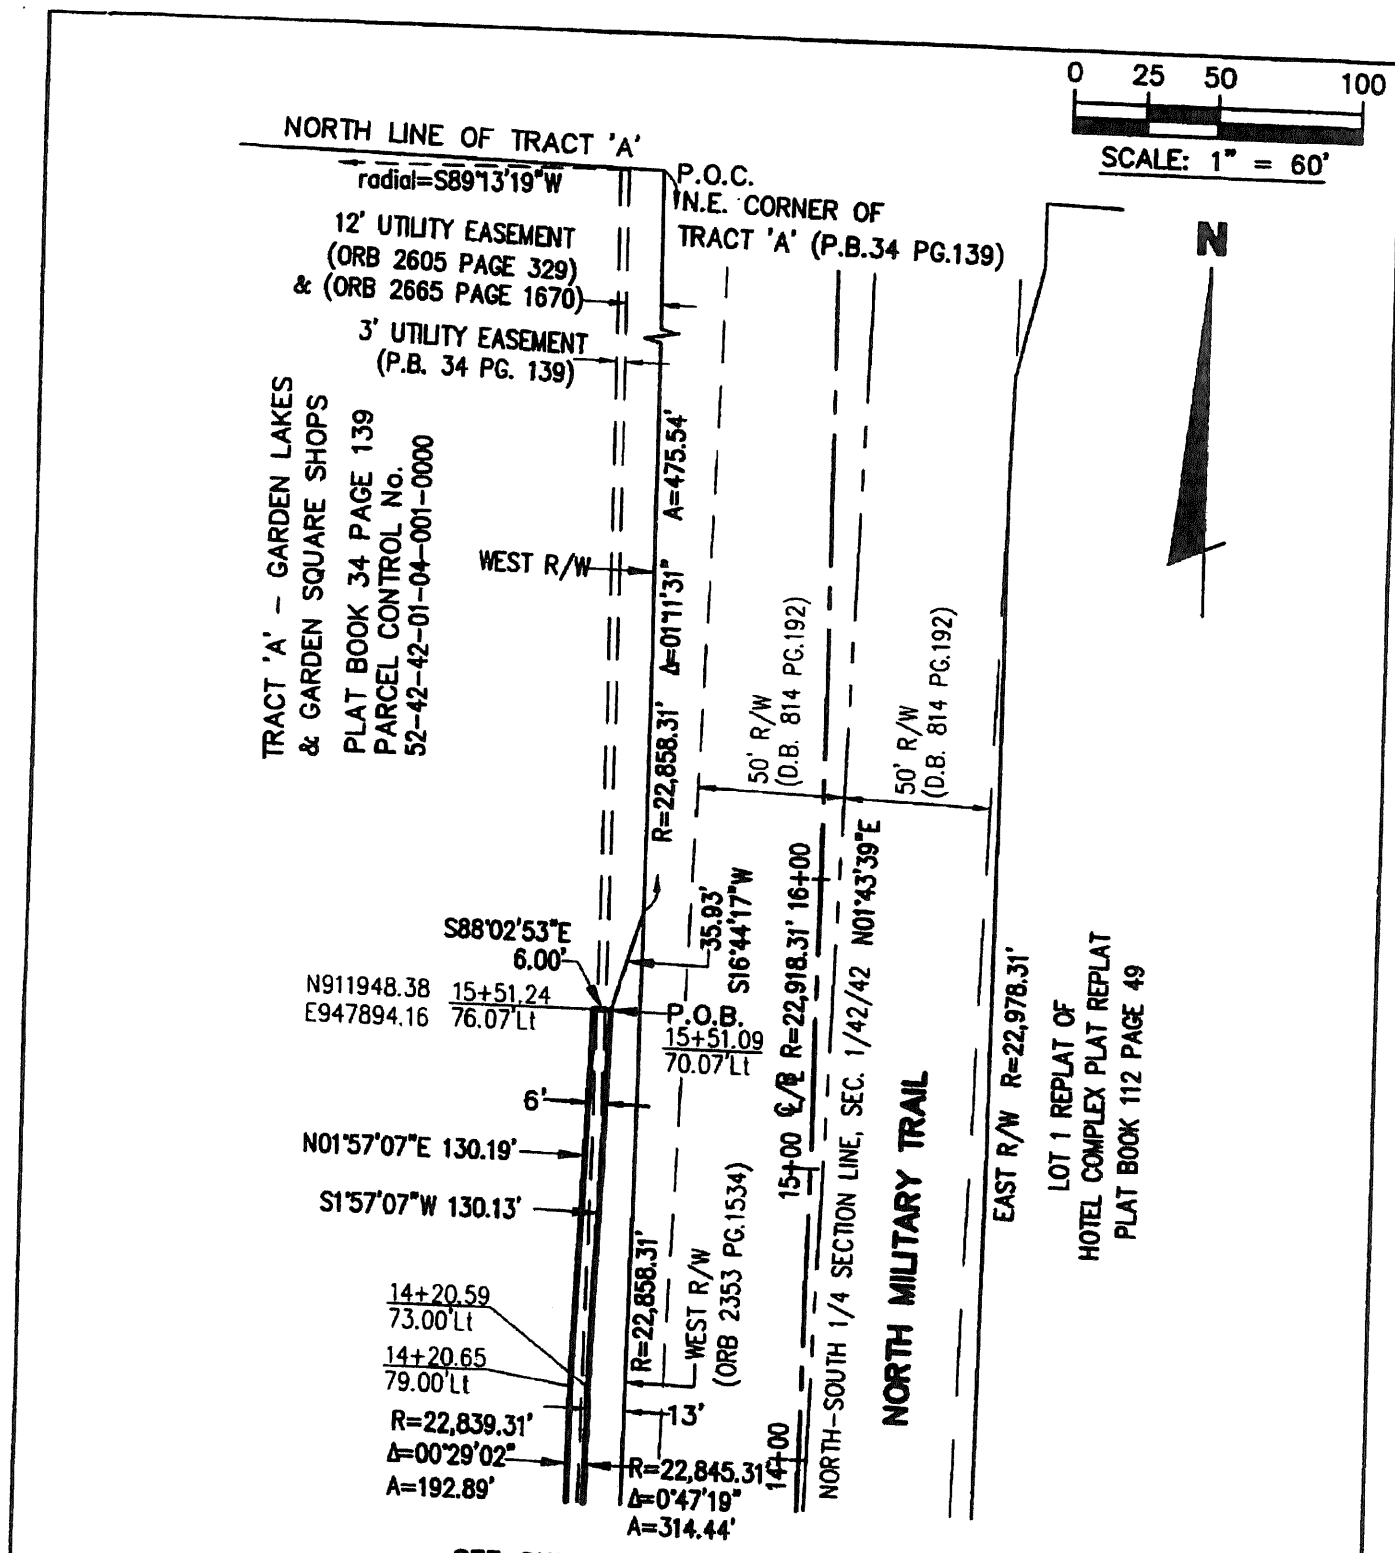 0 25 50 100
SCALE: 1" = 60'
NORTH LINE OF TRACT 'A'
radial=S89°13'19"W
P.O.C.
N.E. CORNER OF
TRACT 'A' (P.B.34 PG.139)
N
12' UTILITY EASEMENT
(ORB 2605 PAGE 329)
& (ORB 2665 PAGE 1670)
3' UTILITY EASEMENT
(P.B. 34 PG. 139)
TRACT 'A' - GARDEN LAKES
& GARDEN SQUARE SHOPS
PLAT BOOK 34 PAGE 139
PARCEL CONTROL No.
52-42-42-01-04-001-0000
WEST R/W
R=22,858.31' Δ=01°11'31" A=475.54'
50' R/W
(D.B. 814 PG.192)
50' R/W
(D.B. 814 PG.192)
S88°02'53"E
6.00'
35.93'
S16°44'17"W
N911948.38
E947894.16
15+51.24
76.07'Lt
P.O.B.
15+51.09
70.07'Lt
6'
N01°57'07"E 130.19'
S1°57'07"W 130.13'
15+00 ℄/℄ R=22,918.31' 16+00
NORTH-SOUTH 1/4 SECTION LINE, SEC. 1/42/42 N01°43'39"E
NORTH MILITARY TRAIL
EAST R/W R=22,978.31'
LOT 1 REPLAT OF
HOTEL COMPLEX PLAT REPLAT
PLAT BOOK 112 PAGE 49
R=22,858.31'
WEST R/W
(ORB 2353 PG.1534)
14+20.59
73.00'Lt
14+20.65
79.00'Lt
13'
14+00
R=22,839.31'
Δ=00°29'02"
A=192.89'
R=22,845.31'
Δ=0°47'19"
A=314.44'